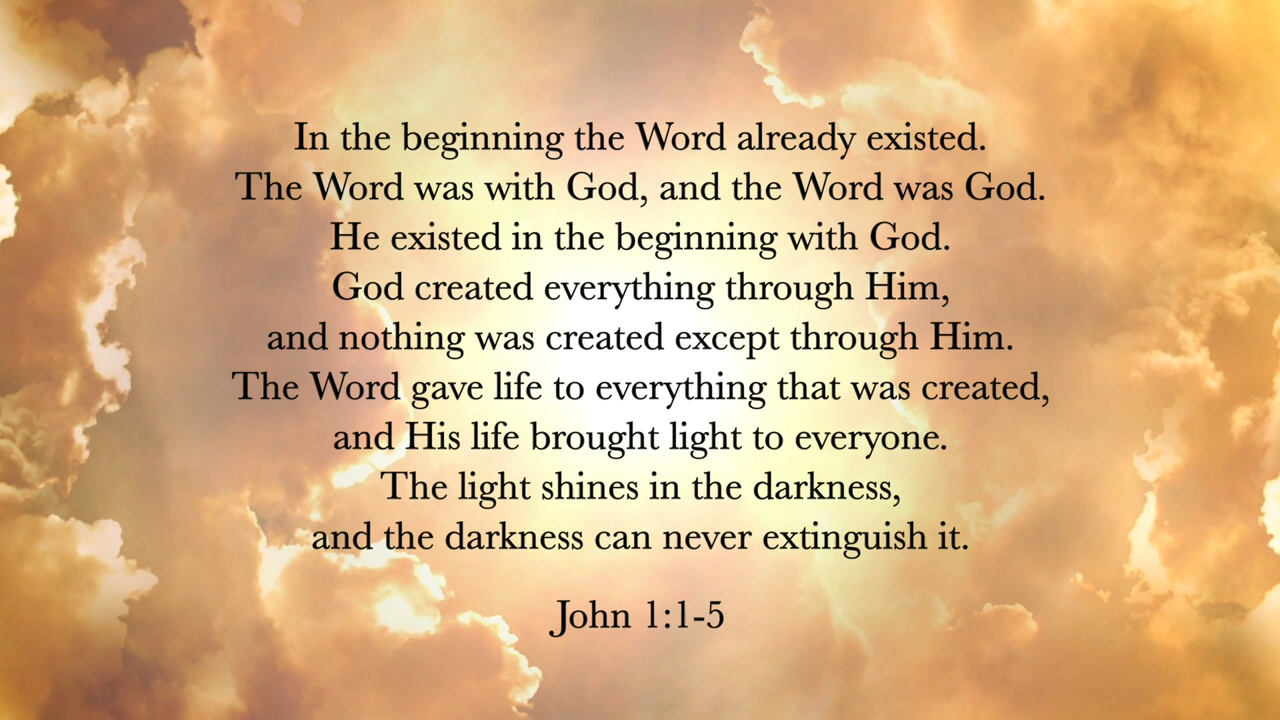 In the beginning the Word already existed.
The Word was with God, and the Word was God.
He existed in the beginning with God.
God created everything through Him,
and nothing was created except through Him.
The Word gave life to everything that was created,
and His life brought light to everyone.
The light shines in the darkness,
and the darkness can never extinguish it.
John 1:1-5